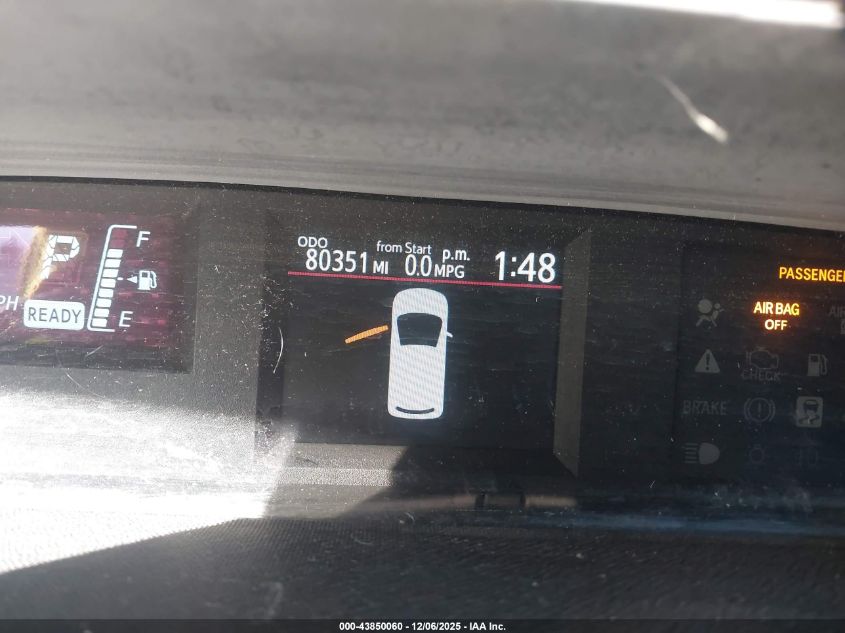 P
F
PH
READY
E
ODO
80351 MI
from Start
0.0 MPG
p.m.
1:48
PASSENGER
AIR BAG
OFF
CHECK
BRAKE
000-43850060 - 12/06/2025 - IAA Inc.